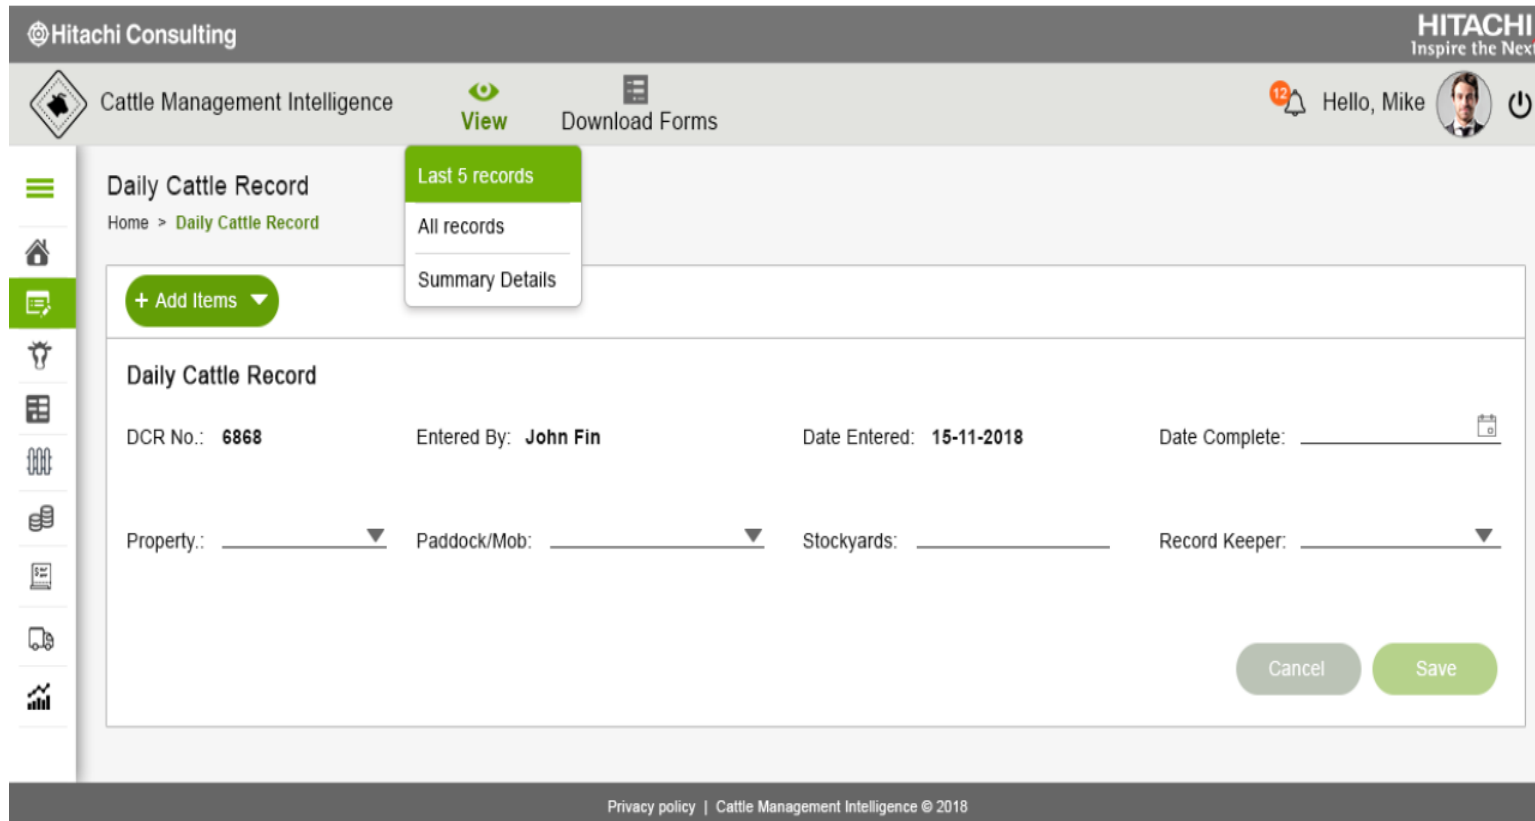 Hitachi Consulting
HITACHI
Inspire the Next
Cattle Management Intelligence
View
Download Forms
12
Hello, Mike
Daily Cattle Record
Home > Daily Cattle Record
Last 5 records
All records
Summary Details
+ Add Items
Daily Cattle Record
DCR No.: 6868
Entered By: John Fin
Date Entered: 15-11-2018
Date Complete:
Property.:
Paddock/Mob:
Stockyards:
Record Keeper:
Cancel
Save
Privacy policy | Cattle Management Intelligence © 2018